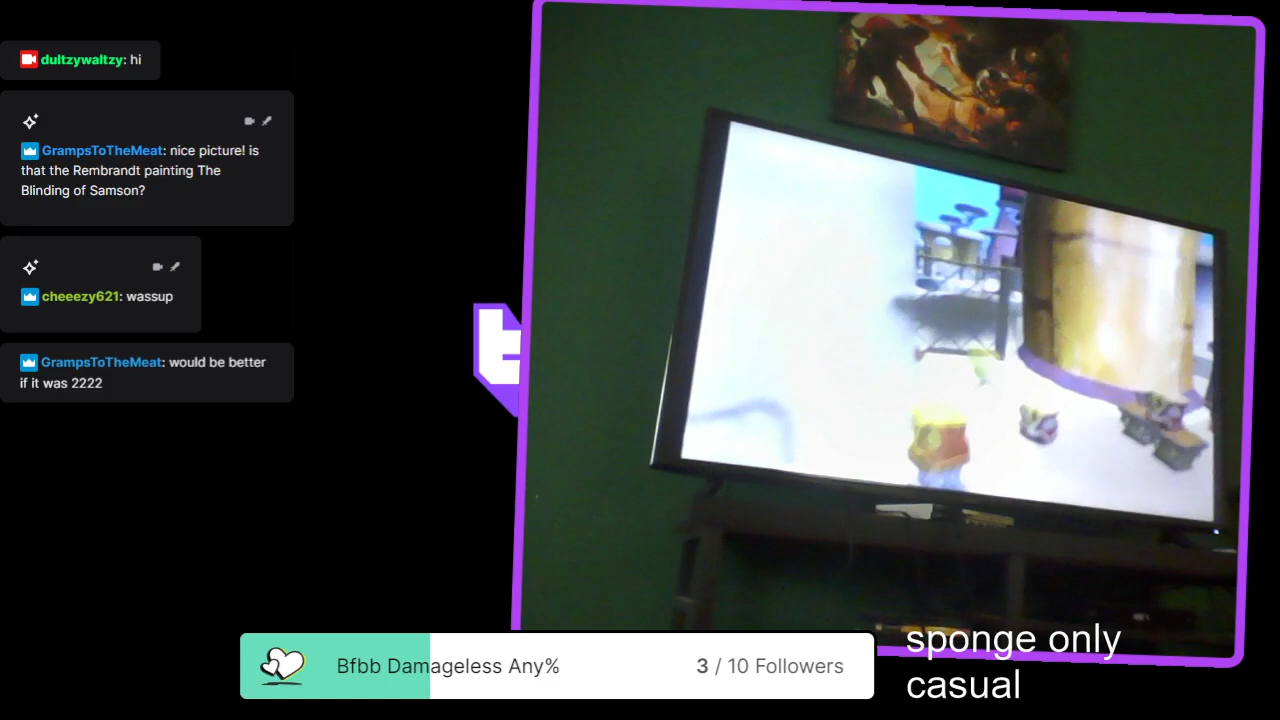 dultzywaltzy: hi
GrampsToTheMeat: nice picture! is
that the Rembrandt painting The
Blinding of Samson?
cheeezy621: wassup
GrampsToTheMeat: would be better
if it was 2222
Bfbb Damageless Any% 3 / 10 Followers
sponge only
casual